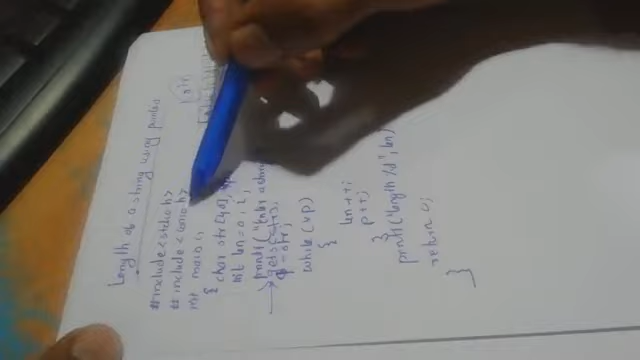 Length of a string using pointer
#include <stdio.h>
#include <conio.h>
int main()
{ char str[40],
int len = 0, i;
printf("Enter a string
gets(str);
p = str;
while(*p)
{
len++;
p++;
}
printf("length %d", len)
return 0;
}